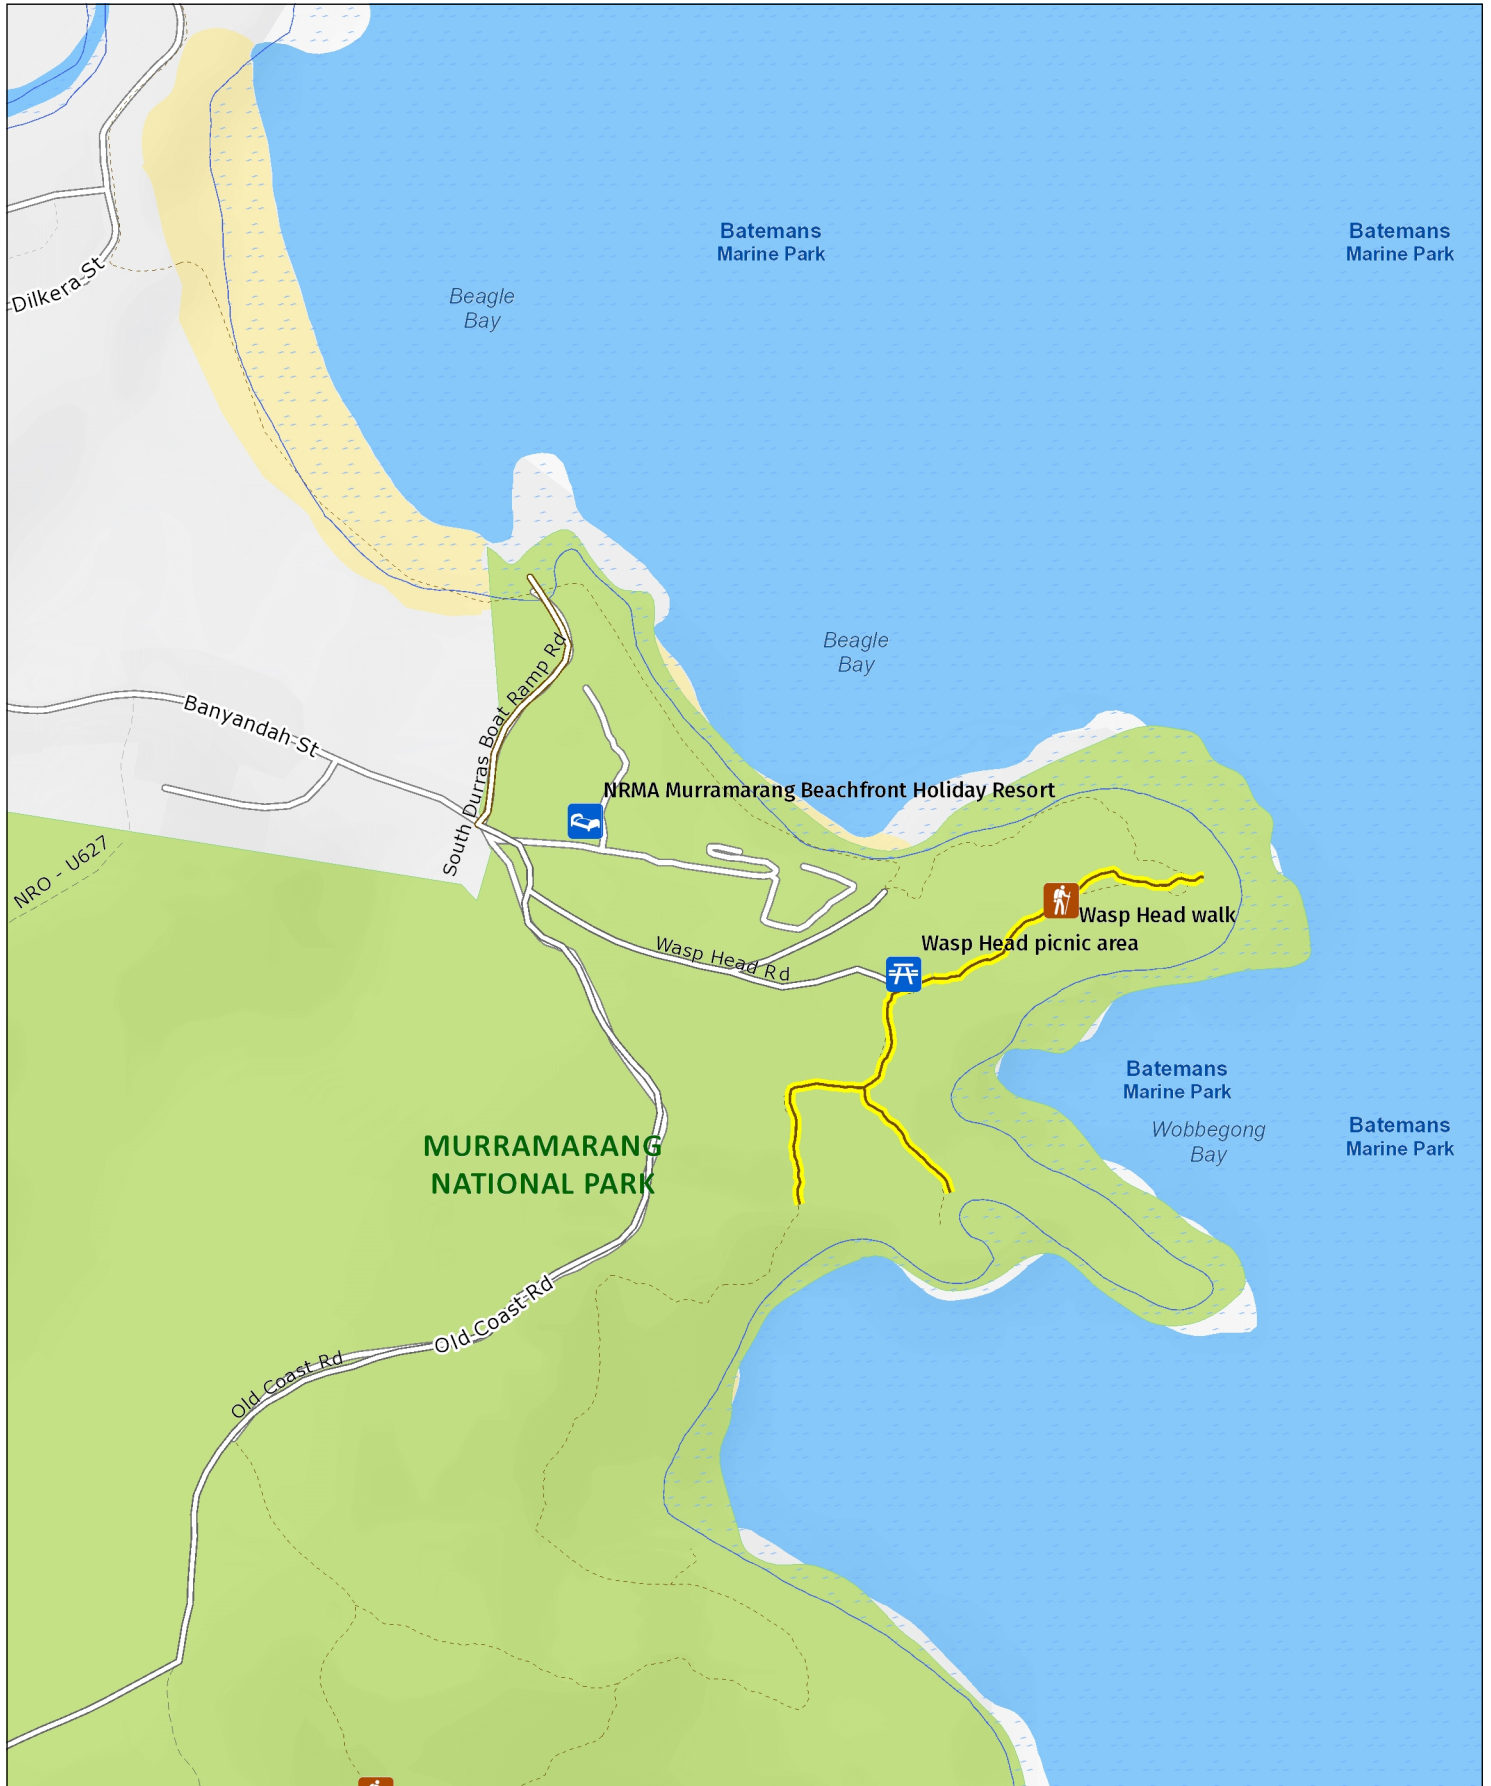 Batemans
Marine Park
Batemans
Marine Park
Dilkera St
Beagle
Bay
Beagle
Bay
South Durras Boat Ramp Rd
Banyandah St
NRMA Murramarang Beachfront Holiday Resort
NRO - U627
Wasp Head walk
Wasp Head picnic area
Wasp Head Rd
Batemans
Marine Park
Wobbegong
Bay
Batemans
Marine Park
MURRAMARANG
NATIONAL PARK
Old Coast Rd
Old Coast Rd